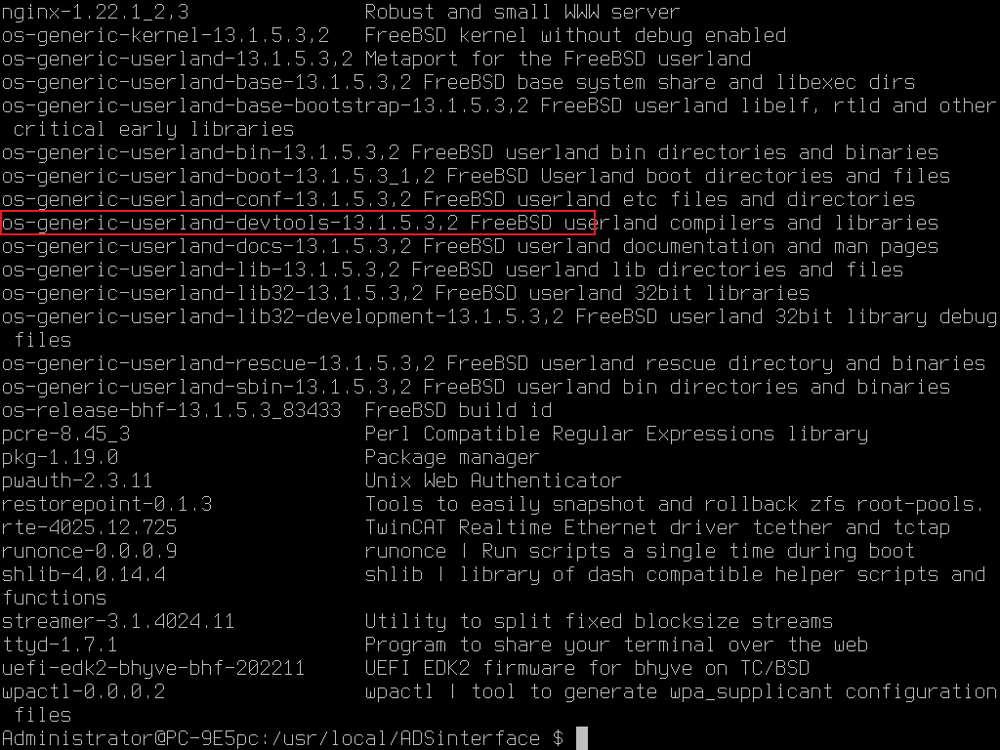 nginx-1.22.1_2,3               Robust and small WWW server
os-generic-kernel-13.1.5.3,2   FreeBSD kernel without debug enabled
os-generic-userland-13.1.5.3,2 Metaport for the FreeBSD userland
os-generic-userland-base-13.1.5.3,2 FreeBSD base system share and libexec dirs
os-generic-userland-base-bootstrap-13.1.5.3,2 FreeBSD userland libelf, rtld and other
 critical early libraries
os-generic-userland-bin-13.1.5.3,2 FreeBSD userland bin directories and binaries
os-generic-userland-boot-13.1.5.3_1,2 FreeBSD Userland boot directories and files
os-generic-userland-conf-13.1.5.3,2 FreeBSD userland etc files and directories
os-generic-userland-devtools-13.1.5.3,2 FreeBSD userland compilers and libraries
os-generic-userland-docs-13.1.5.3,2 FreeBSD userland documentation and man pages
os-generic-userland-lib-13.1.5.3,2 FreeBSD userland lib directories and files
os-generic-userland-lib32-13.1.5.3,2 FreeBSD userland 32bit libraries
os-generic-userland-lib32-development-13.1.5.3,2 FreeBSD userland 32bit library debug
 files
os-generic-userland-rescue-13.1.5.3,2 FreeBSD userland rescue directory and binaries
os-generic-userland-sbin-13.1.5.3,2 FreeBSD userland bin directories and binaries
os-release-bhf-13.1.5.3_83433  FreeBSD build id
pcre-8.45_3                    Perl Compatible Regular Expressions library
pkg-1.19.0                     Package manager
pwauth-2.3.11                  Unix Web Authenticator
restorepoint-0.1.3             Tools to easily snapshot and rollback zfs root-pools.
rte-4025.12.725                TwinCAT Realtime Ethernet driver tcether and tctap
runonce-0.0.0.9                runonce | Run scripts a single time during boot
shlib-4.0.14.4                 shlib | library of dash compatible helper scripts and
functions
streamer-3.1.4024.11           Utility to split fixed blocksize streams
ttyd-1.7.1                     Program to share your terminal over the web
uefi-edk2-bhyve-bhf-202211     UEFI EDK2 firmware for bhyve on TC/BSD
wpactl-0.0.0.2                 wpactl | tool to generate wpa_supplicant configuration
 files
Administrator@PC-9E5pc:/usr/local/ADSinterface $